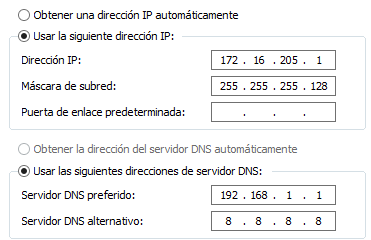 Obtener una dirección IP automáticamente
Usar la siguiente dirección IP:
Dirección IP: 172 . 16 . 205 . 1
Máscara de subred: 255 . 255 . 255 . 128
Puerta de enlace predeterminada: . . .
Obtener la dirección del servidor DNS automáticamente
Usar las siguientes direcciones de servidor DNS:
Servidor DNS preferido: 192 . 168 . 1 . 1
Servidor DNS alternativo: 8 . 8 . 8 . 8